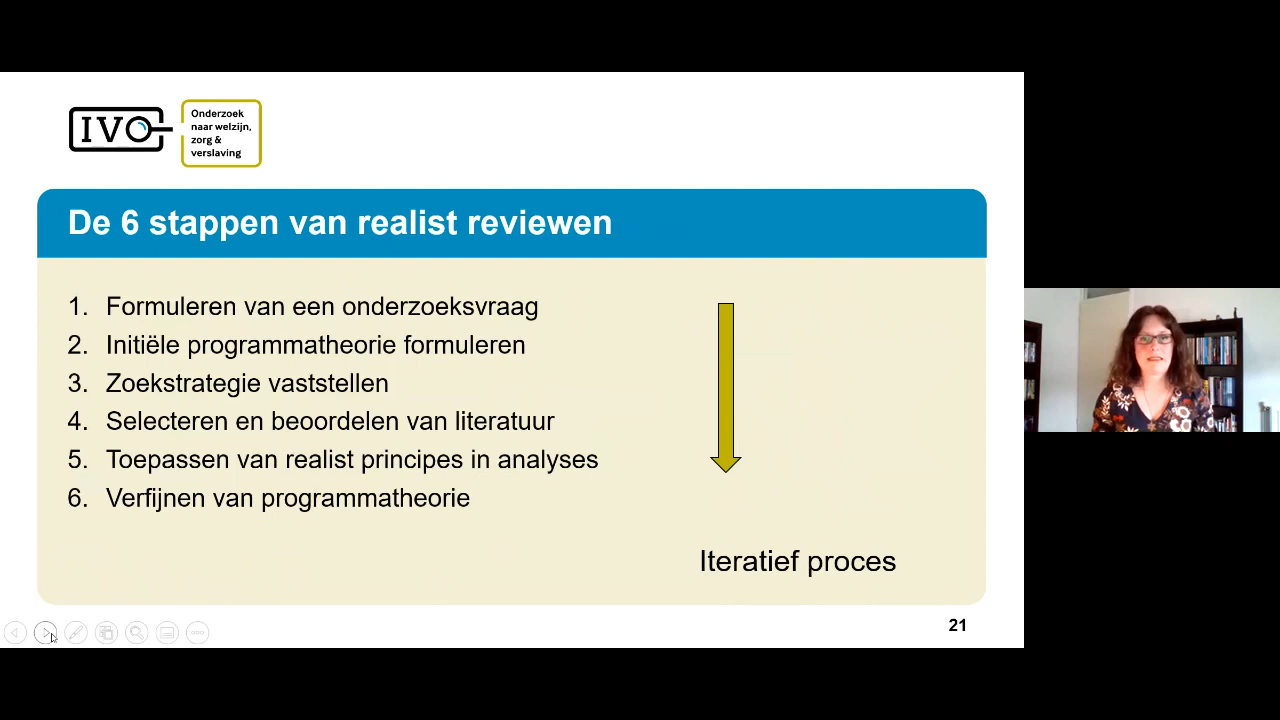 IVO
Onderzoek
naar welzijn,
zorg &
verslaving
De 6 stappen van realist reviewen
1. Formuleren van een onderzoeksvraag
2. Initiële programmatheorie formuleren
3. Zoekstrategie vaststellen
4. Selecteren en beoordelen van literatuur
5. Toepassen van realist principes in analyses
6. Verfijnen van programmatheorie
Iteratief proces
21